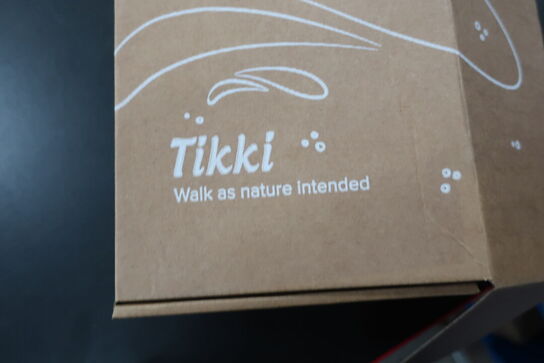 Tikki
Walk as nature intended